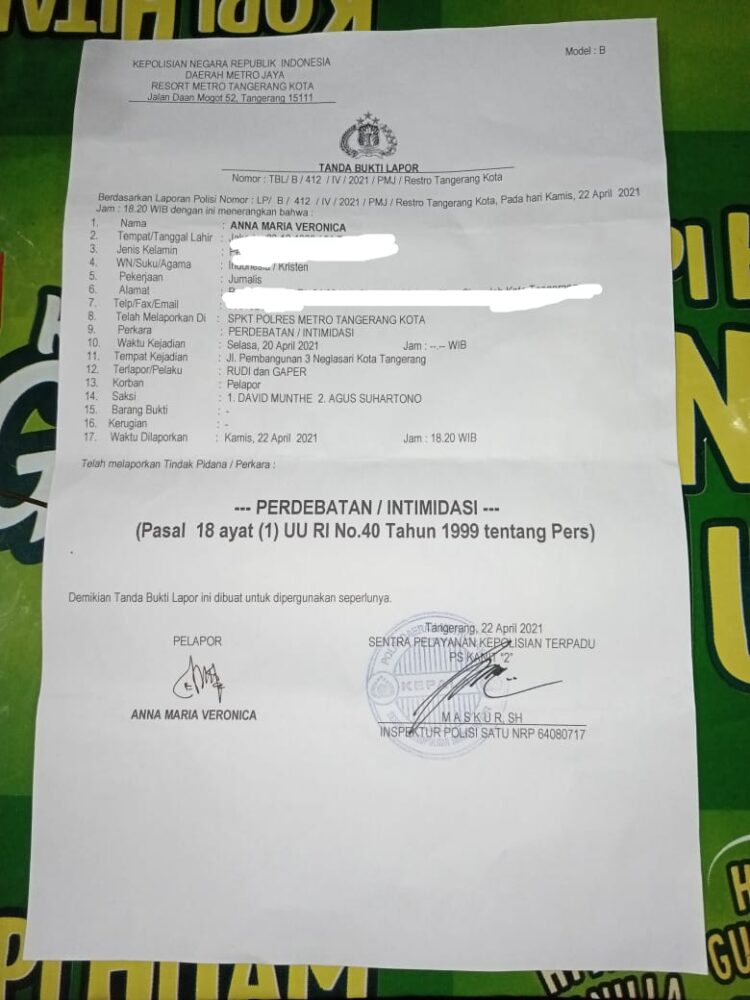 KOPI HITAM
KEPOLISIAN NEGARA REPUBLIK INDONESIA
DAERAH METRO JAYA
RESORT METRO TANGERANG KOTA
Jalan Daan Mogot 52, Tangerang 15111
Model : B
TANDA BUKTI LAPOR
Nomor : TBL/ B / 412 / IV / 2021 / PMJ / Restro Tangerang Kota
Berdasarkan Laporan Polisi Nomor : LP/ B / 412 / IV / 2021 / PMJ / Restro Tangerang Kota, Pada hari Kamis, 22 April 2021
Jam : 18.20 WIB dengan ini menerangkan bahwa :
1. Nama : ANNA MARIA VERONICA
2. Tempat/Tanggal Lahir :
3. Jenis Kelamin :
4. WN/Suku/Agama : Indonesia / Kristen
5. Pekerjaan : Jurnalis
6. Alamat :
7. Telp/Fax/Email
8. Telah Melaporkan Di : SPKT POLRES METRO TANGERANG KOTA
9. Perkara : PERDEBATAN / INTIMIDASI
10. Waktu Kejadian : Selasa, 20 April 2021 Jam : --.-- WIB
11. Tempat Kejadian : Jl. Pembangunan 3 Neglasari Kota Tangerang
12. Terlapor/Pelaku : RUDI dan GAPER
13. Korban : Pelapor
14. Saksi : 1. DAVID MUNTHE 2. AGUS SUHARTONO
15. Barang Bukti : -
16. Kerugian : -
17. Waktu Dilaporkan : Kamis, 22 April 2021 Jam : 18.20 WIB
Telah melaporkan Tindak Pidana / Perkara :
--- PERDEBATAN / INTIMIDASI ---
(Pasal 18 ayat (1) UU RI No.40 Tahun 1999 tentang Pers)
Demikian Tanda Bukti Lapor ini dibuat untuk dipergunakan seperlunya.
PELAPOR
ANNA MARIA VERONICA
Tangerang, 22 April 2021
SENTRA PELAYANAN KEPOLISIAN TERPADU
PS KANIT "2"
M A S K U R, SH
INSPEKTUR POLISI SATU NRP 64080717